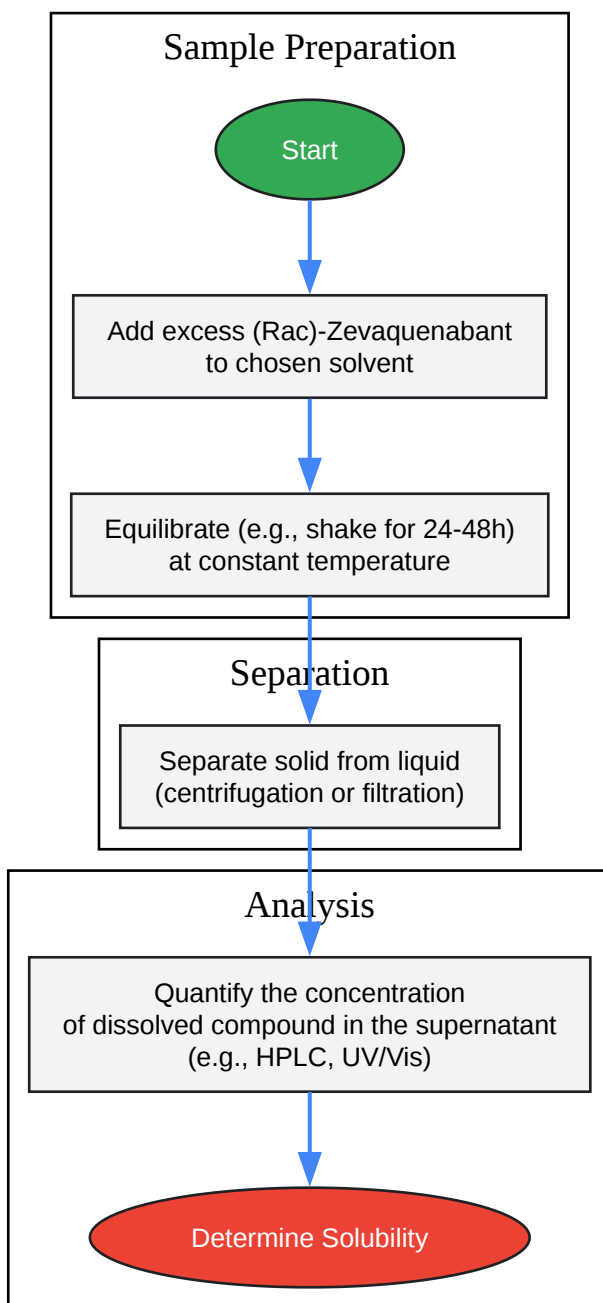 Sample Preparation
Start
Add excess (Rac)-Zevaquenabant
to chosen solvent
Equilibrate (e.g., shake for 24-48h)
at constant temperature
Separation
Separate solid from liquid
(centrifugation or filtration)
Analysis
Quantify the concentration
of dissolved compound in the supernatant
(e.g., HPLC, UV/Vis)
Determine Solubility